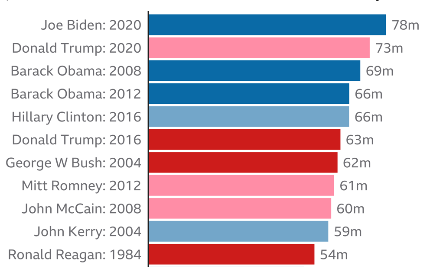 Joe Biden: 2020 78m
Donald Trump: 2020 73m
Barack Obama: 2008 69m
Barack Obama: 2012 66m
Hillary Clinton: 2016 66m
Donald Trump: 2016 63m
George W Bush: 2004 62m
Mitt Romney: 2012 61m
John McCain: 2008 60m
John Kerry: 2004 59m
Ronald Reagan: 1984 54m